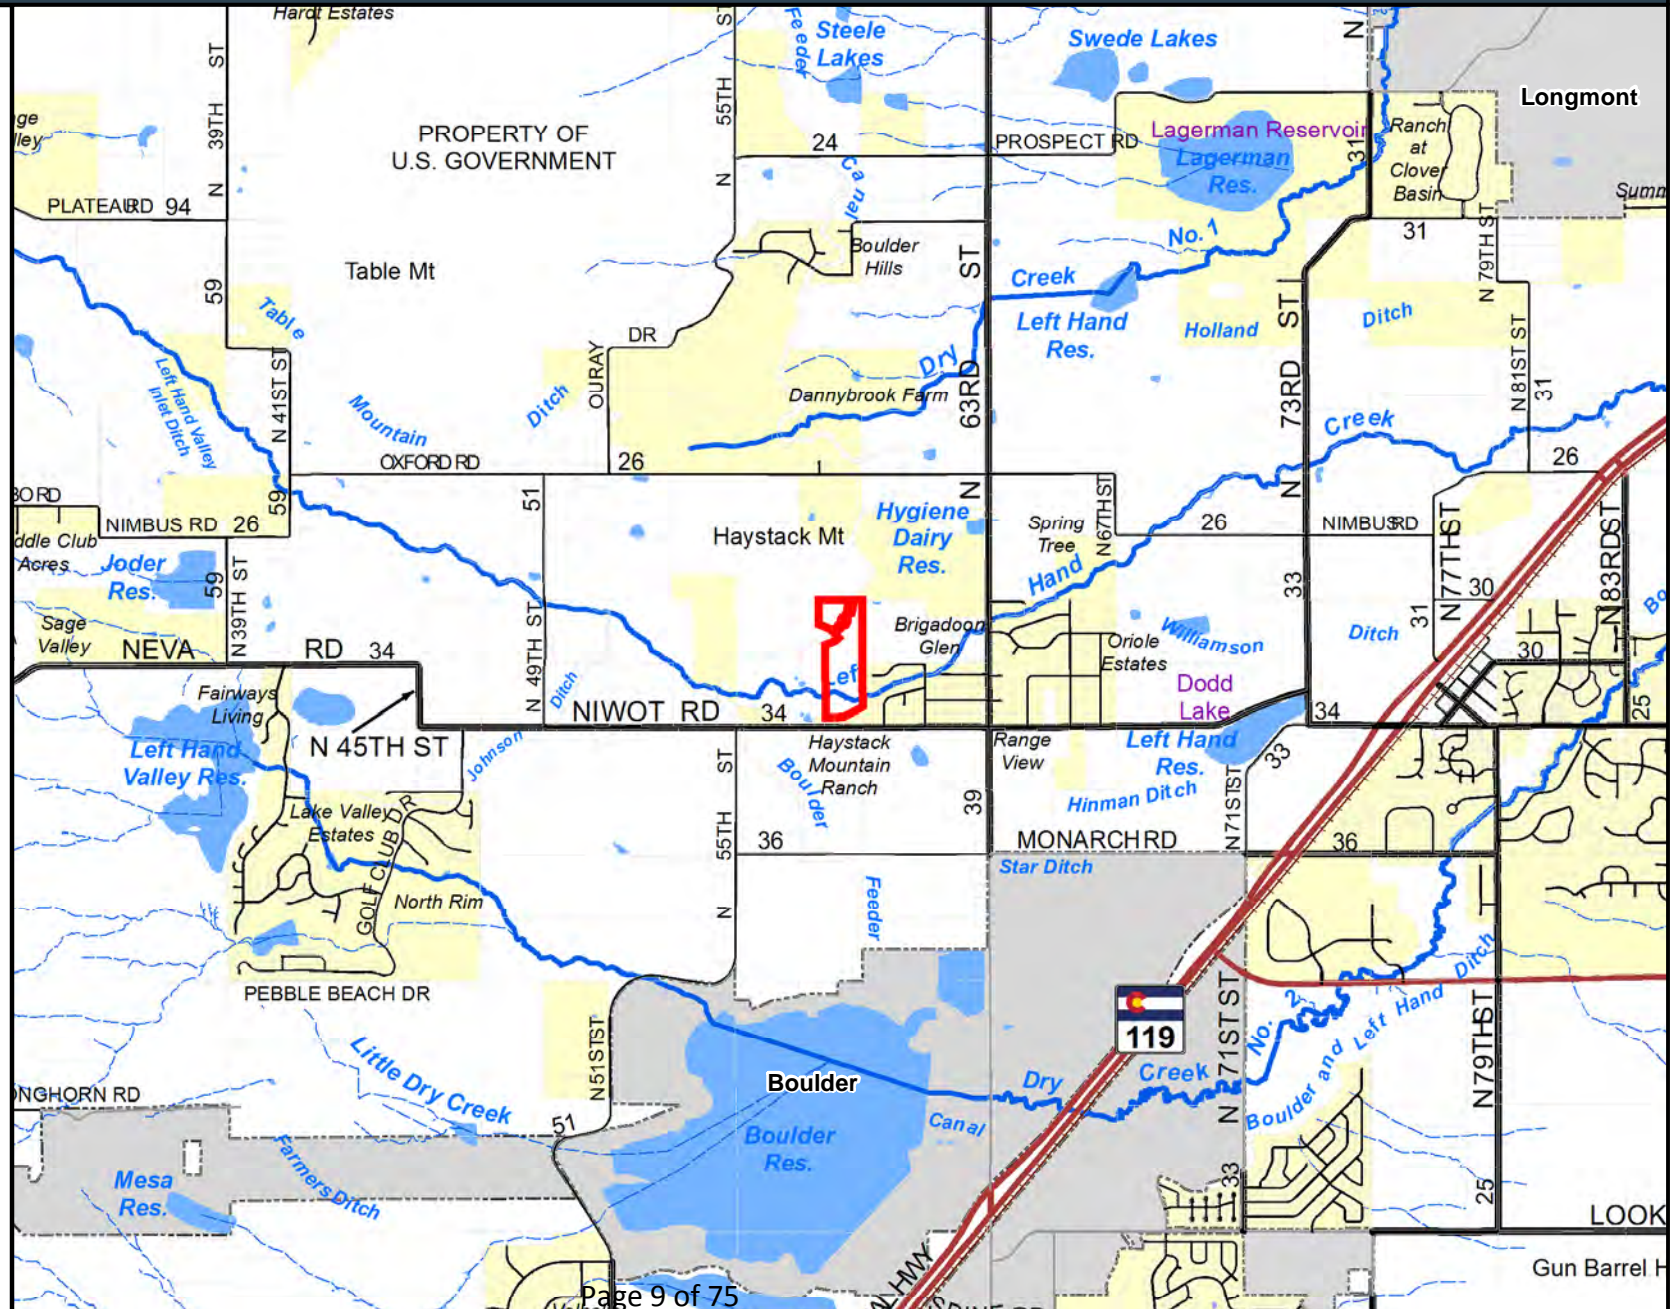 Hardt Estates
ST
Feeder
Steele
Lakes
Swede Lakes
N
Longmont
39TH ST
N
PROPERTY OF
U.S. GOVERNMENT
55TH
N
24
Canal
PROSPECT RD
Lagerman Reservoir
Lagerman
Res.
31
Ranch
at
Clover
Basin
PLATEAU RD 94
Table Mt
Boulder
Hills
No. 1
31
N 79TH ST
59
Table
ST
Creek
Left Hand
Res.
Holland
ST
Ditch
DR
Left Hand Valley
Inlet Ditch
N 41ST ST
OURAY
Dry
Dannybrook Farm
63RD
73RD
N 81ST ST
31
Mountain
Ditch
Creek
OXFORD RD
26
26
59
51
N
N
NIMBUS RD 26
Haystack Mt
Hygiene
Dairy
Res.
Spring
Tree
N 67TH ST
26
NIMBUS RD
N 77TH ST
N 83RD ST
Acres
Joder
Res.
59
N 39TH ST
Hand
33
30
31
Sage
Valley
NEVA RD 34
N 49TH ST
Brigadoon
Glen
Oriole
Estates
Williamson
Ditch
30
Fairways
Living
Ditch
Lef
NIWOT RD 34
Dodd
Lake
34
25
Left Hand
Valley Res.
N 45TH ST
Johnson
ST
Haystack
Mountain
Ranch
Boulder
Range
View
Left Hand
Res.
33
Lake Valley
Estates
GOLF CLUB DR
55TH
39
Hinman Ditch
N 71ST ST
36
MONARCH RD
36
North Rim
N
Feeder
Star Ditch
PEBBLE BEACH DR
Ditch
N 51ST ST
119
N 71ST ST
No. 2
Boulder and Left Hand
N 79TH ST
Little Dry Creek
Boulder
Dry
Creek
Canal
51
Boulder
Res.
Farmers Ditch
Mesa
Res.
33
25
LOOK
HWY
Gun Barrel
Page 9 of 75